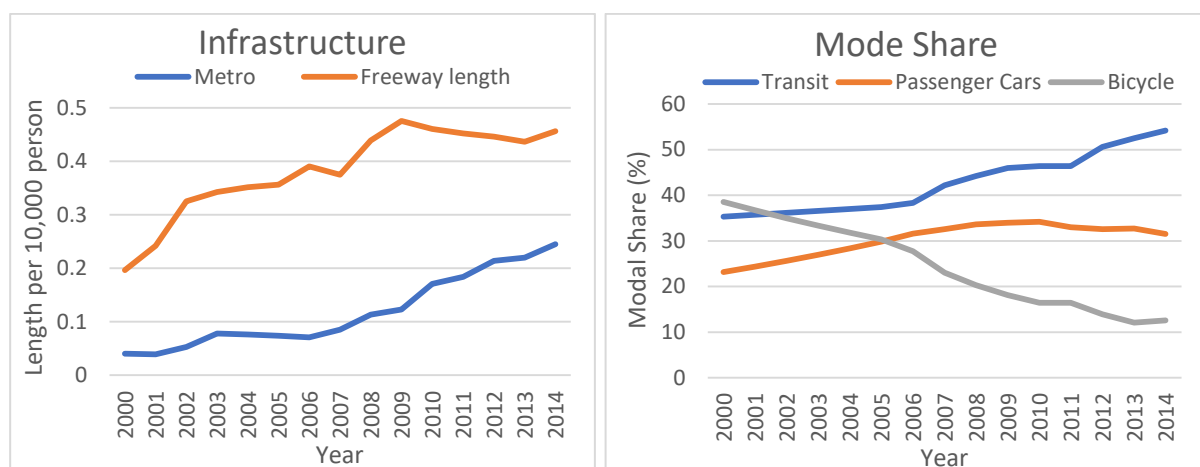 Infrastructure
Metro Freeway length
Length per 10,000 person
0.5
0.4
0.3
0.2
0.1
0
2000 2001 2002 2003 2004 2005 2006 2007 2008 2009 2010 2011 2012 2013 2014
Year
Mode Share
Transit Passenger Cars Bicycle
Modal Share (%)
60
50
40
30
20
10
0
2000 2001 2002 2003 2004 2005 2006 2007 2008 2009 2010 2011 2012 2013 2014
Year